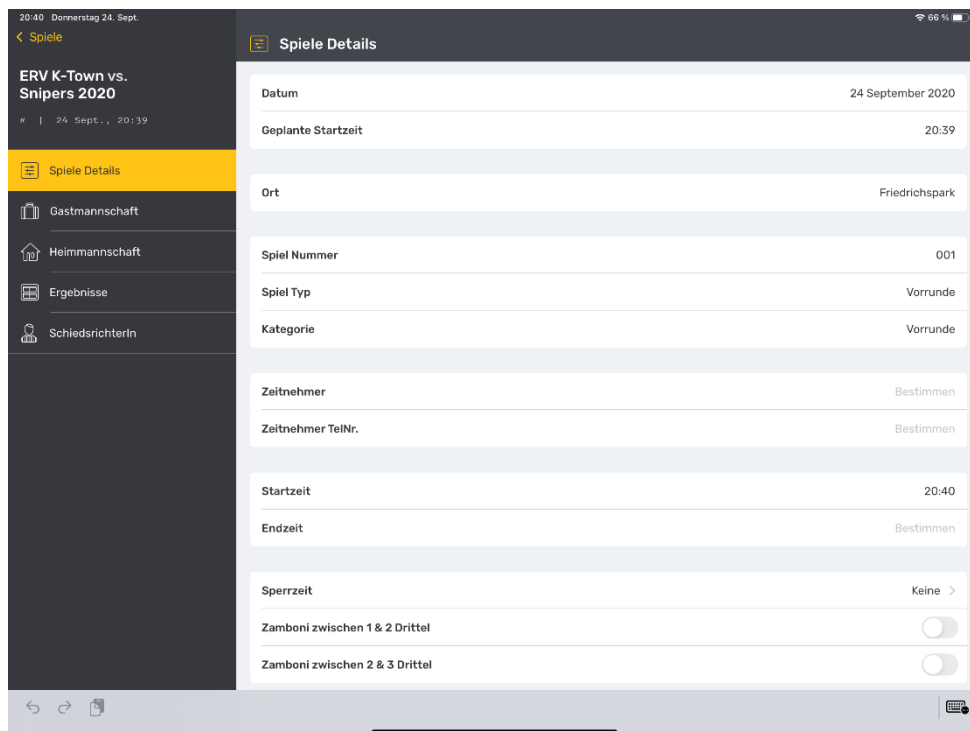 20:40 Donnerstag 24. Sept.
66 %
Spiele
Spiele Details
ERV K-Town vs.
Snipers 2020
# | 24 Sept., 20:39
Spiele Details
Gastmannschaft
Heimmannschaft
Ergebnisse
SchiedsrichterIn
Datum 24 September 2020
Geplante Startzeit 20:39
Ort Friedrichspark
Spiel Nummer 001
Spiel Typ Vorrunde
Kategorie Vorrunde
Zeitnehmer Bestimmen
Zeitnehmer TelNr. Bestimmen
Startzeit 20:40
Endzeit Bestimmen
Sperrzeit Keine
Zamboni zwischen 1 & 2 Drittel
Zamboni zwischen 2 & 3 Drittel